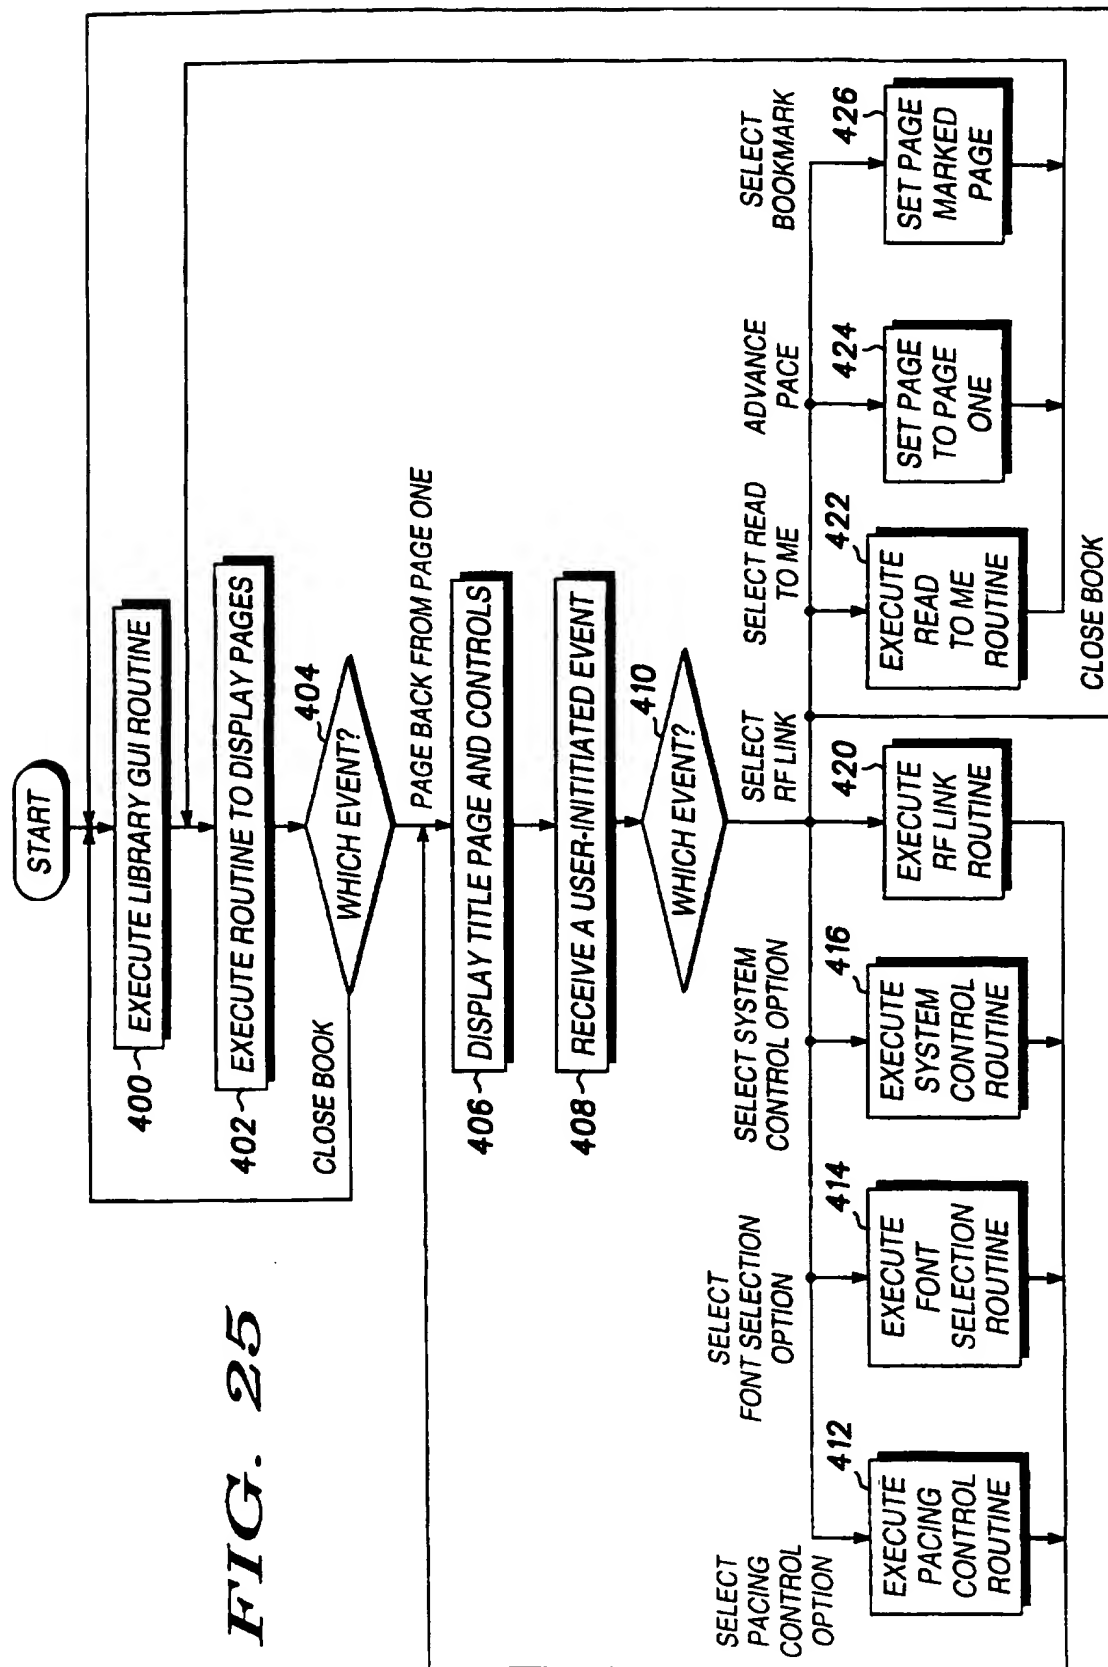 START
400
EXECUTE LIBRARY GUI ROUTINE
402
EXECUTE ROUTINE TO DISPLAY PAGES
404
WHICH EVENT?
CLOSE BOOK
PAGE BACK FROM PAGE ONE
406
DISPLAY TITLE PAGE AND CONTROLS
408
RECEIVE A USER-INITITIATED EVENT
410
WHICH EVENT?
SELECT
PACING
CONTROL
OPTION
412
EXECUTE
PACING
CONTROL
ROUTINE
SELECT
FONT SELECTION
OPTION
414
EXECUTE
FONT
SELECTION
ROUTINE
SELECT SYSTEM
CONTROL OPTION
416
EXECUTE
SYSTEM
CONTROL
ROUTINE
SELECT
RF LINK
420
EXECUTE
RF LINK
ROUTINE
SELECT READ
TO ME
422
EXECUTE
READ
TO ME
ROUTINE
ADVANCE
PACE
424
SET PAGE
TO PAGE
ONE
SELECT
BOOKMARK
426
SET PAGE
MARKED
PAGE
CLOSE BOOK
FIG. 25